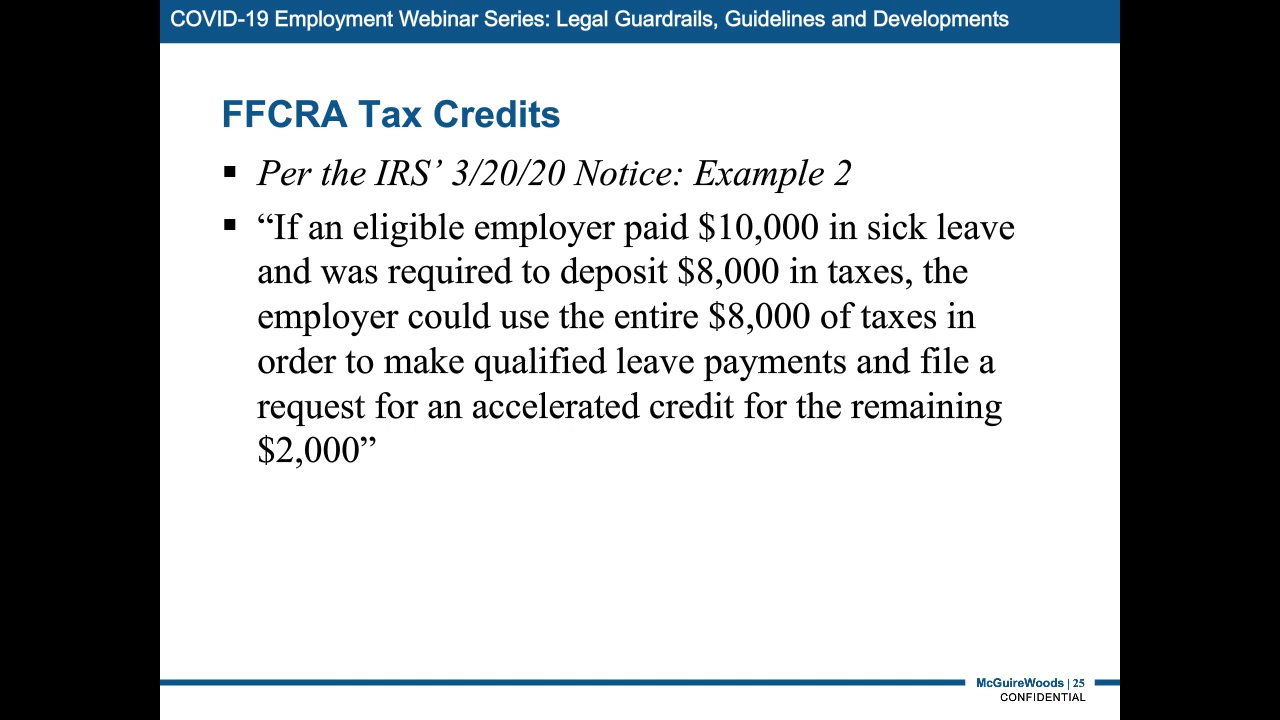 COVID-19 Employment Webinar Series: Legal Guardrails, Guidelines and Developments
FFCRA Tax Credits
▪ Per the IRS’ 3/20/20 Notice: Example 2
▪ “If an eligible employer paid $10,000 in sick leave
and was required to deposit $8,000 in taxes, the
employer could use the entire $8,000 of taxes in
order to make qualified leave payments and file a
request for an accelerated credit for the remaining
$2,000”
McGuireWoods | 25
CONFIDENTIAL